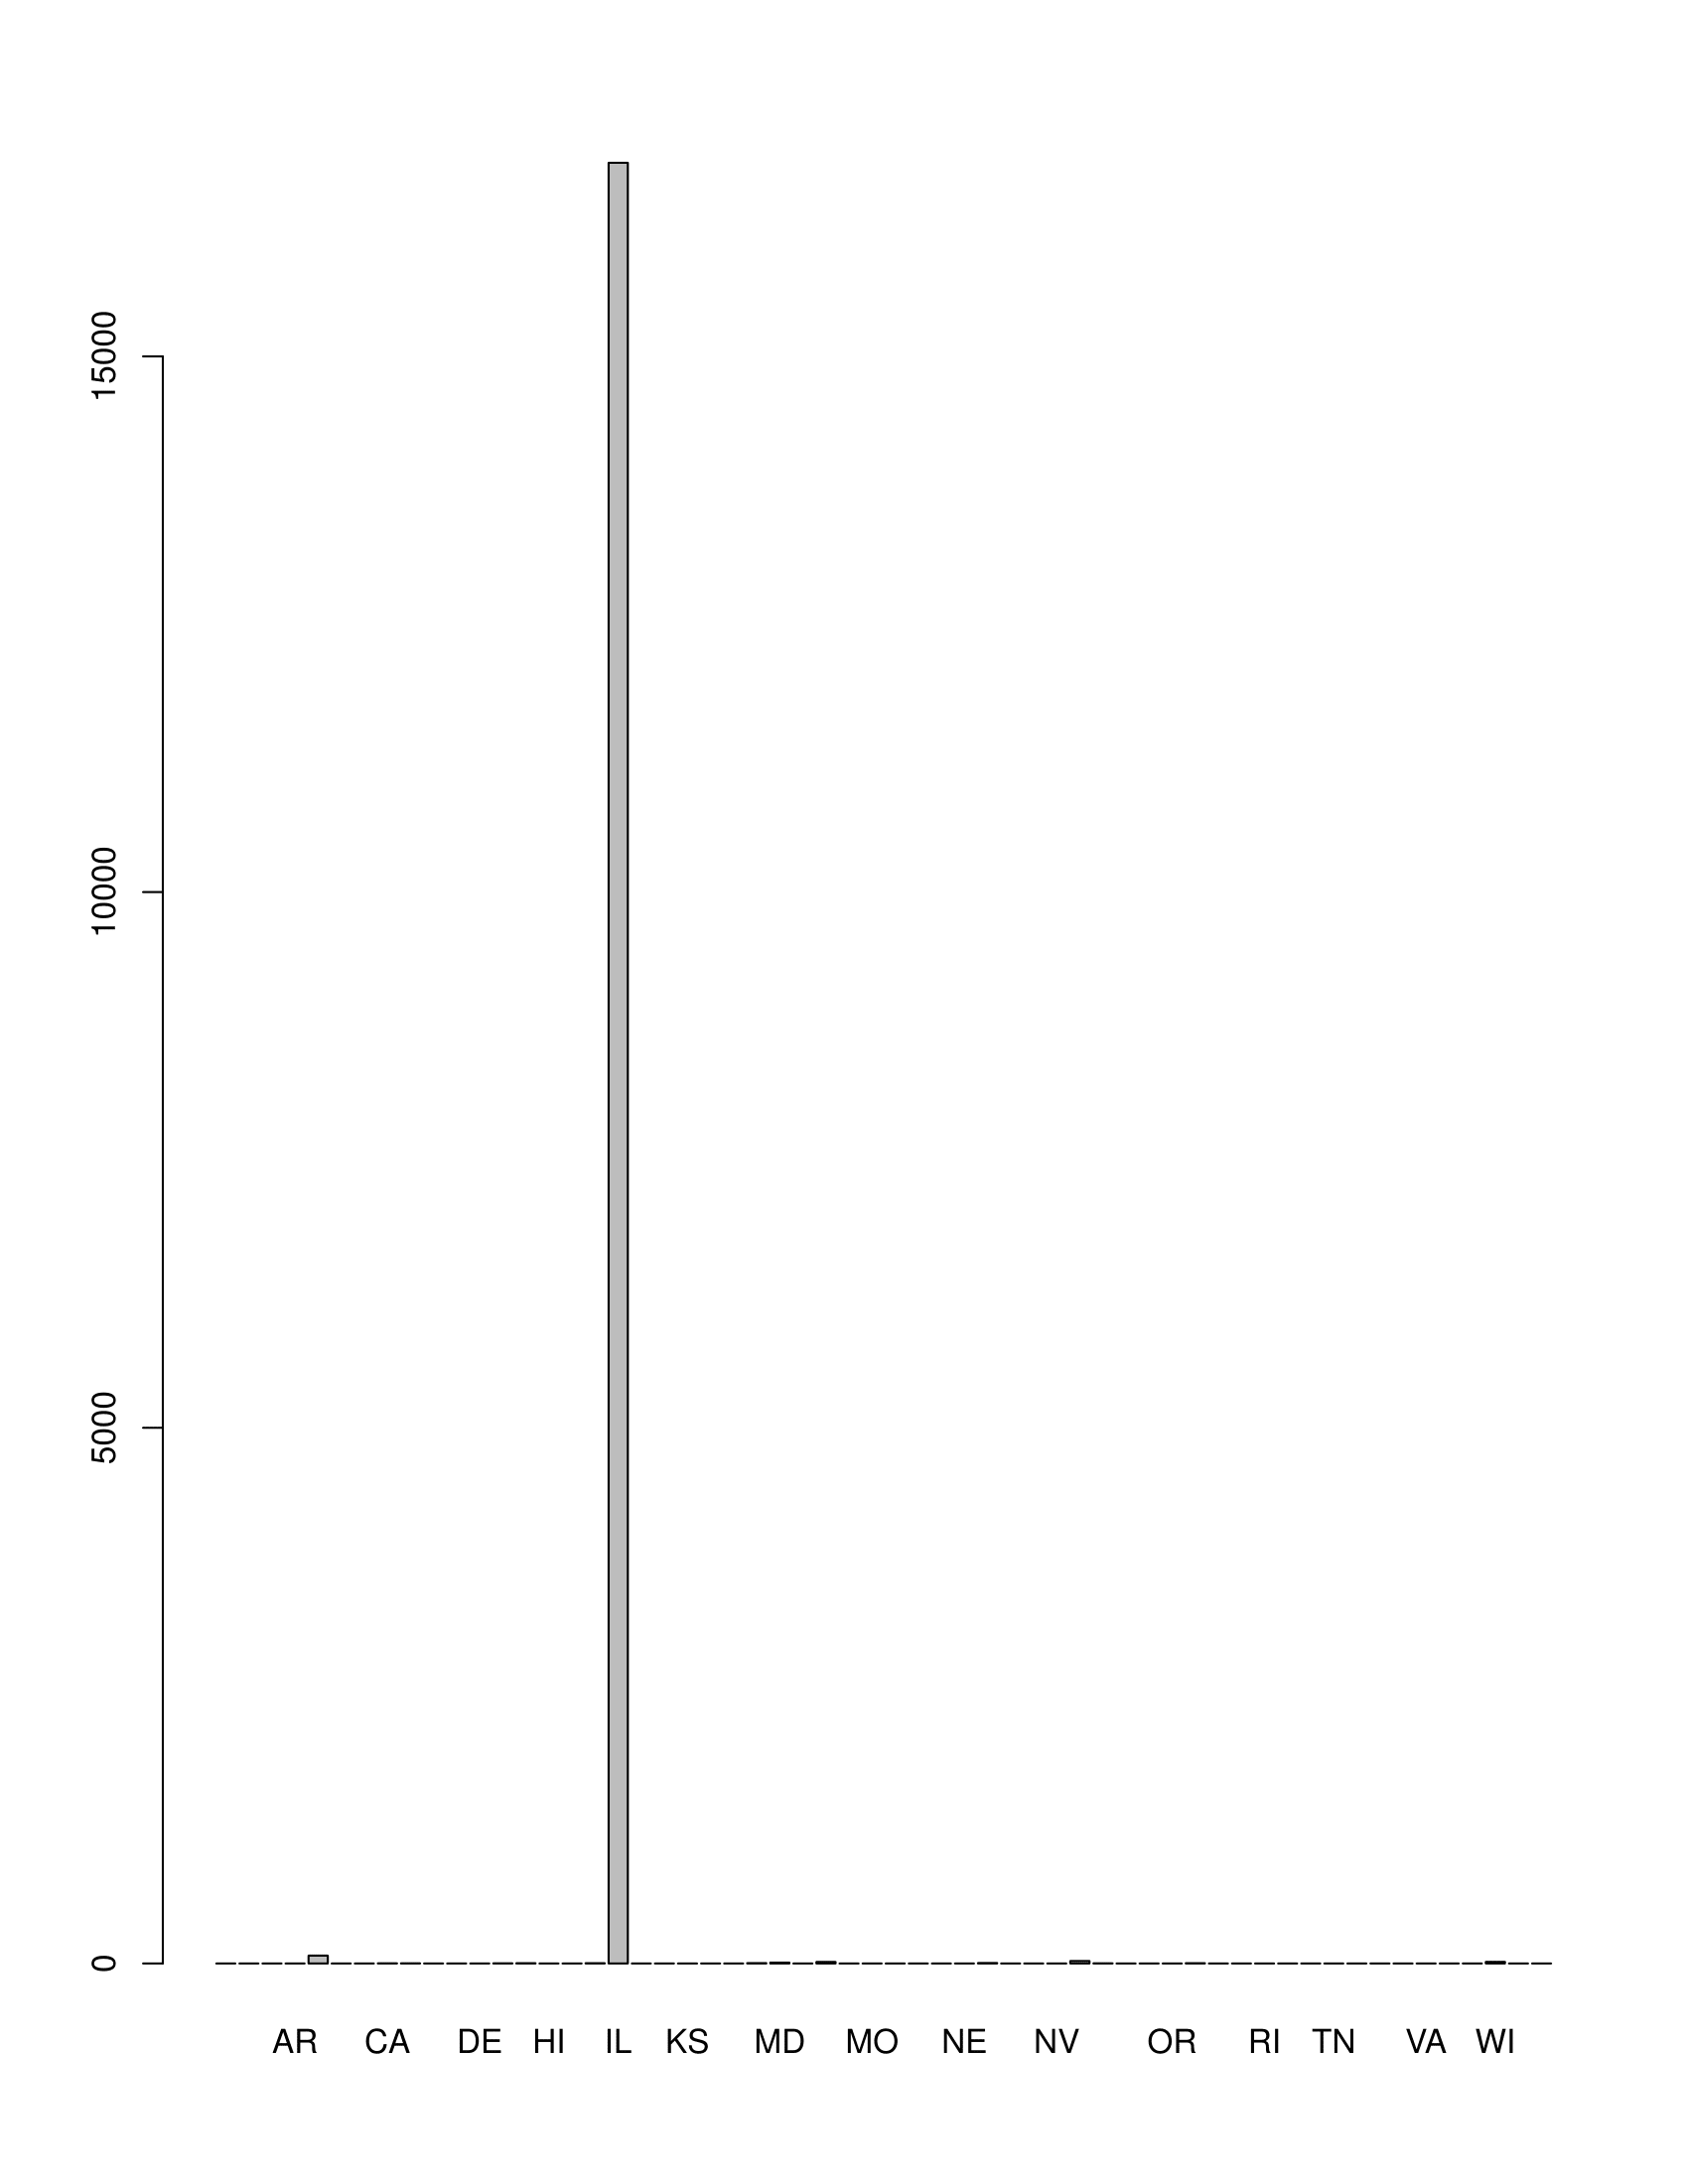 15000
10000
5000
0
AR CA DE HI IL KS MD MO NE NV OR RI TN VA WI